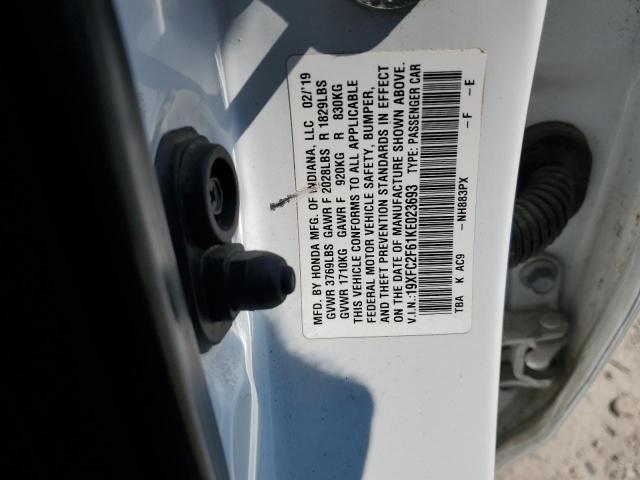 MFD. BY HONDA MFG. OF INDIANA, LLC 02/'19
GVWR 3769LBS GAWR F 2028LBS R 1829LBS
GVWR 1710KG GAWR F 920KG R 830KG
THIS VEHICLE CONFORMS TO ALL APPLICABLE
FEDERAL MOTOR VEHICLE SAFETY, BUMPER,
AND THEFT PREVENTION STANDARDS IN EFFECT
ON THE DATE OF MANUFACTURE SHOWN ABOVE.
V.I.N.:19XFC2F61KE023693 TYPE: PASSENGER CAR
–NH883PX –F –E
TBA K AC9